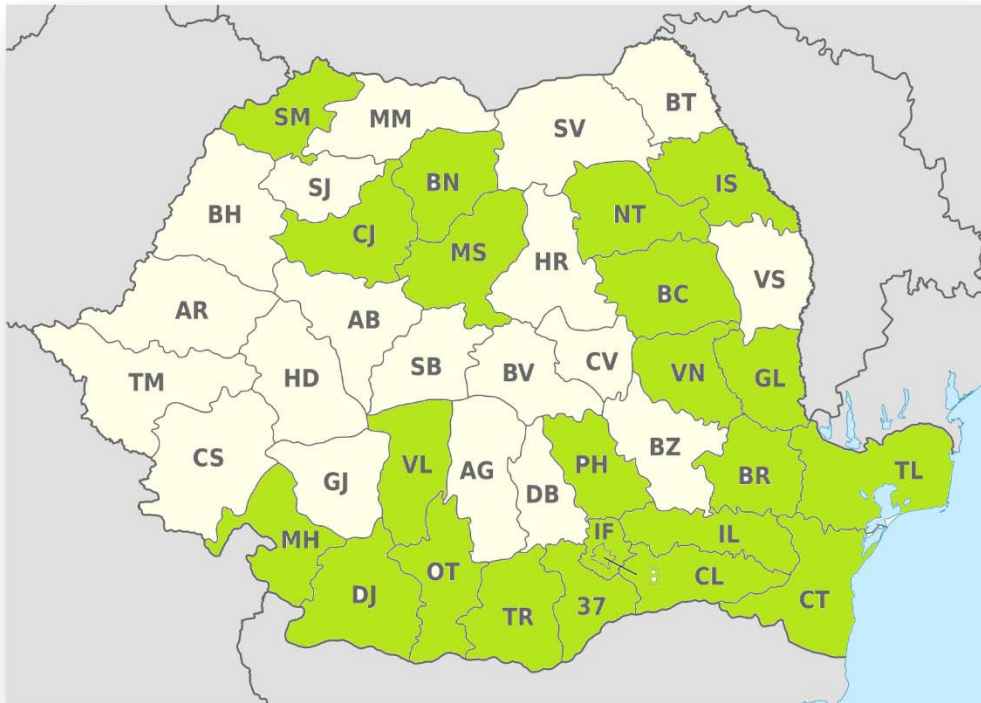 BT
SM
MM
SV
BN
IS
SJ
NT
BH
CJ
MS
HR
VS
BC
AR
AB
SB
CV
VN
GL
TM
HD
BV
CS
VL
BZ
GJ
AG
PH
TL
DB
BR
IF
IL
MH
OT
CL
DJ
37
CT
TR